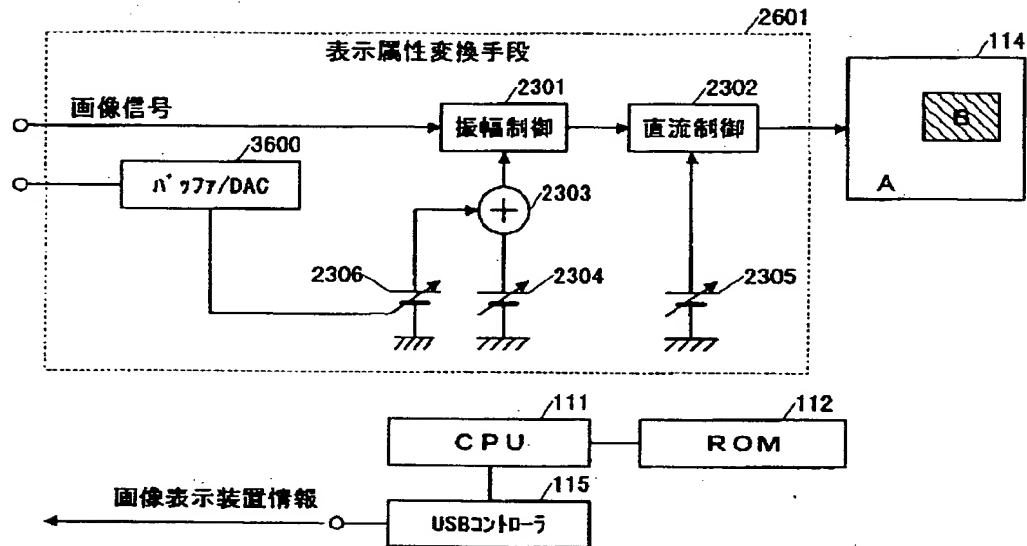 2601
表示属性変換手段
114
画像信号
2301
2302
振幅制御
直流制御
B
3600
バッファ/DAC
A
2303
2306
2304
2305
111
112
CPU
ROM
115
画像表示装置情報
USBコントローラ